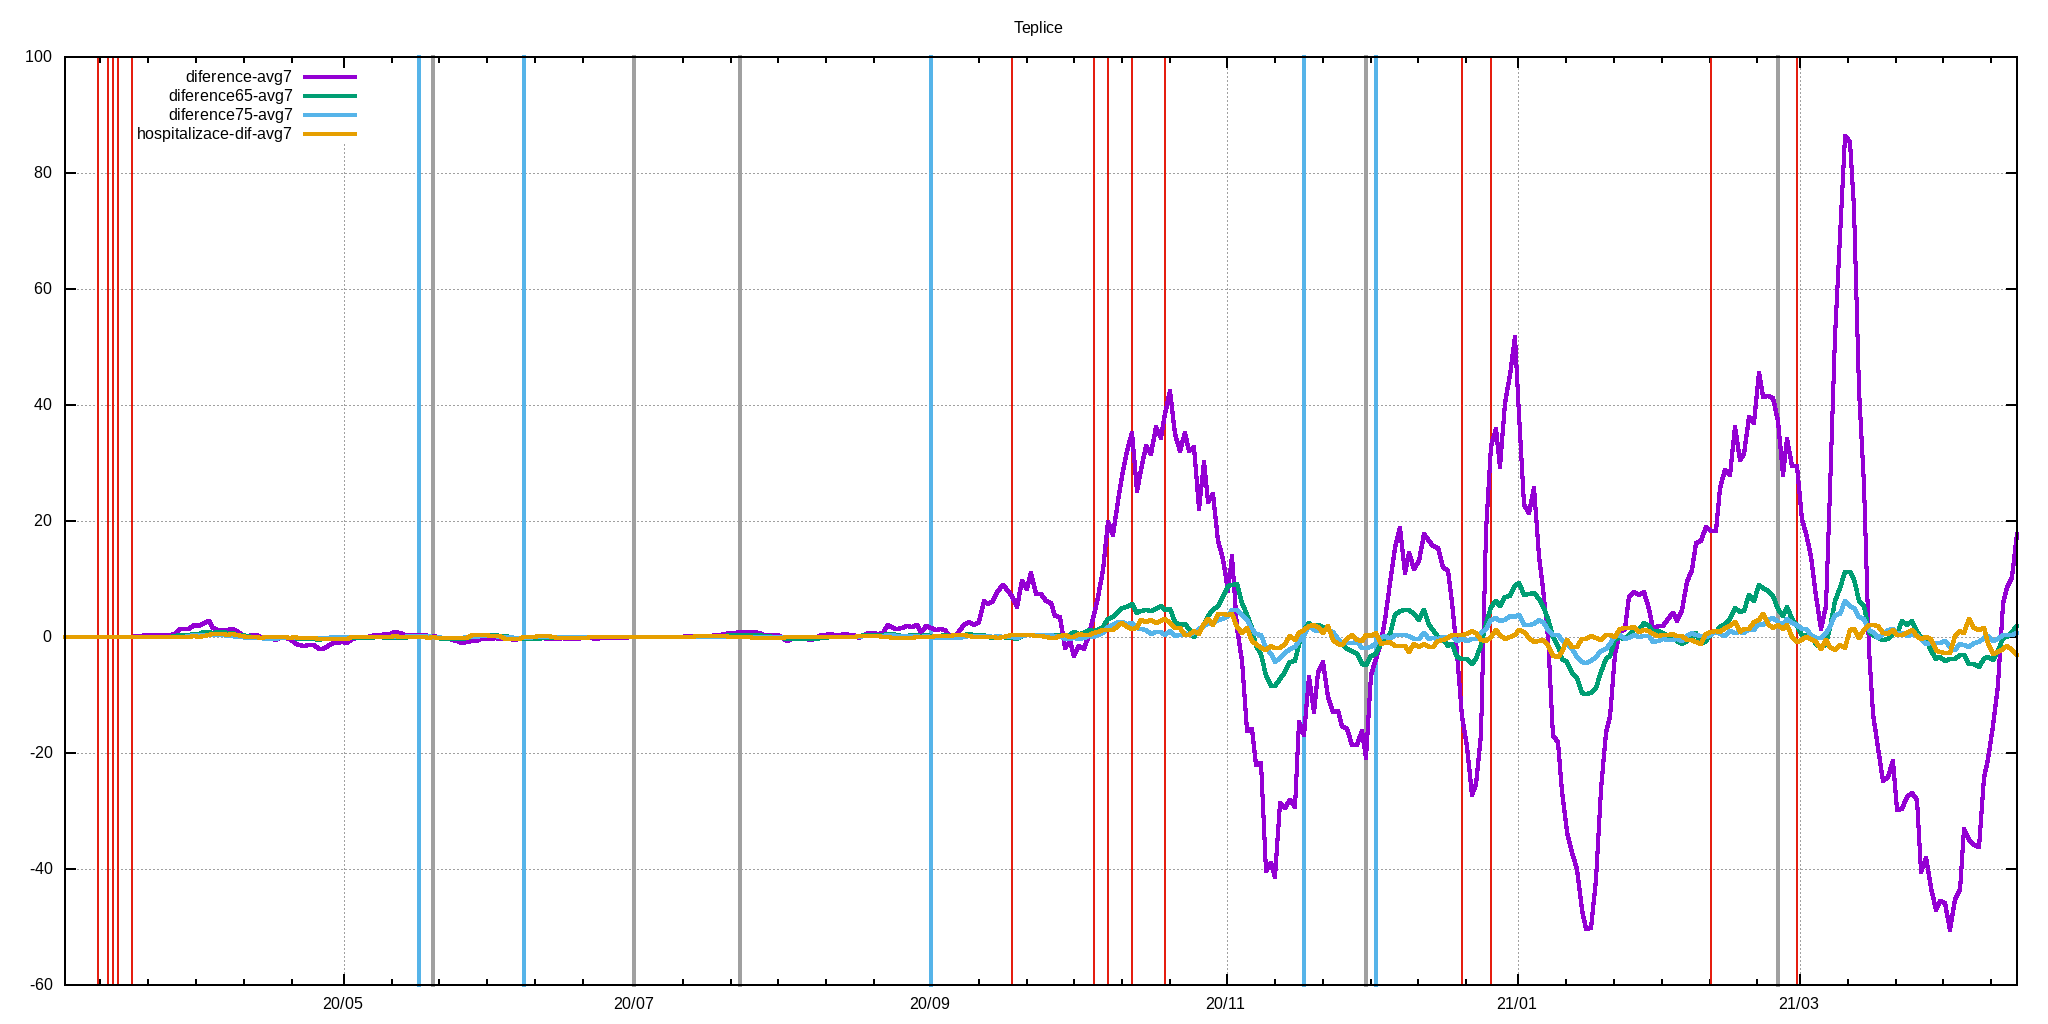 Teplice
100
80
60
40
20
0
-20
-40
-60
diference-avg7
diference65-avg7
diference75-avg7
hospitalizace-dif-avg7
20/05 20/07 20/09 20/11 21/01 21/03